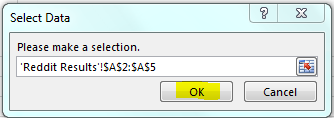 Select Data
?
Please make a selection.
'Reddit Results'!$A$2:$A$5
OK
Cancel